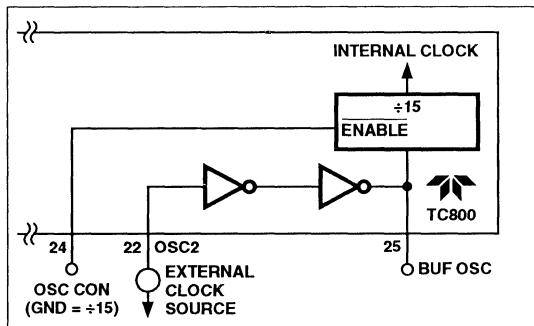 INTERNAL CLOCK
÷15
ENABLE
TC800
24
22
OSC2
25
OSC CON
(GND = ÷15)
EXTERNAL
CLOCK
SOURCE
BUF OSC